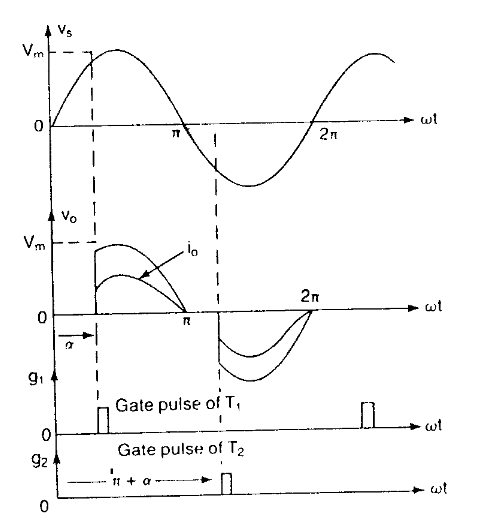 vs
Vm
0
π
2π
ωt
vo
Vm
io
0
π
2π
ωt
α
g1
Gate pulse of T1
0
ωt
g2
Gate pulse of T2
π + α
0
ωt